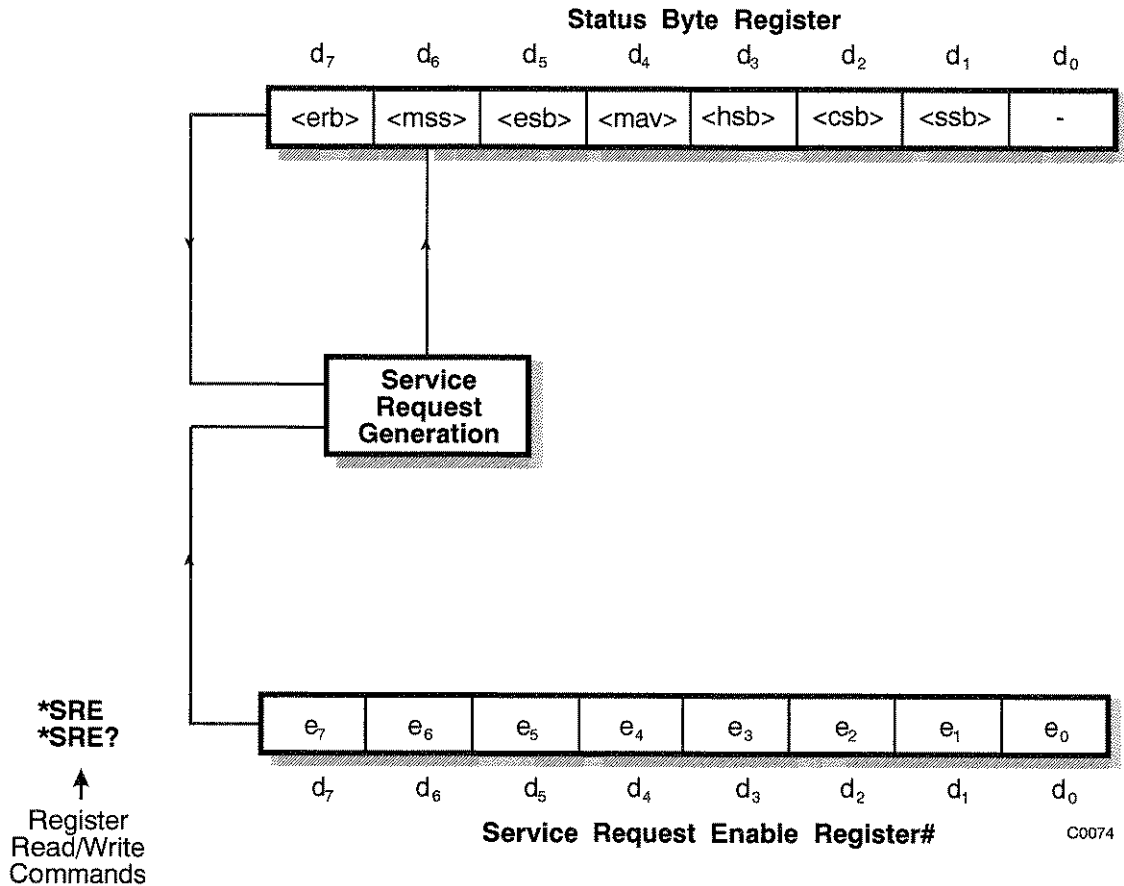 Status Byte Register
d₇ d₆ d₅ d₄ d₃ d₂ d₁ d₀
<erb> <mss> <esb> <mav> <hsb> <csb> <ssb> -
Service
Request
Generation
*SRE
*SRE?
e₇ e₆ e₅ e₄ e₃ e₂ e₁ e₀
d₇ d₆ d₅ d₄ d₃ d₂ d₁ d₀
Register
Read/Write
Commands
Service Request Enable Register#
C0074